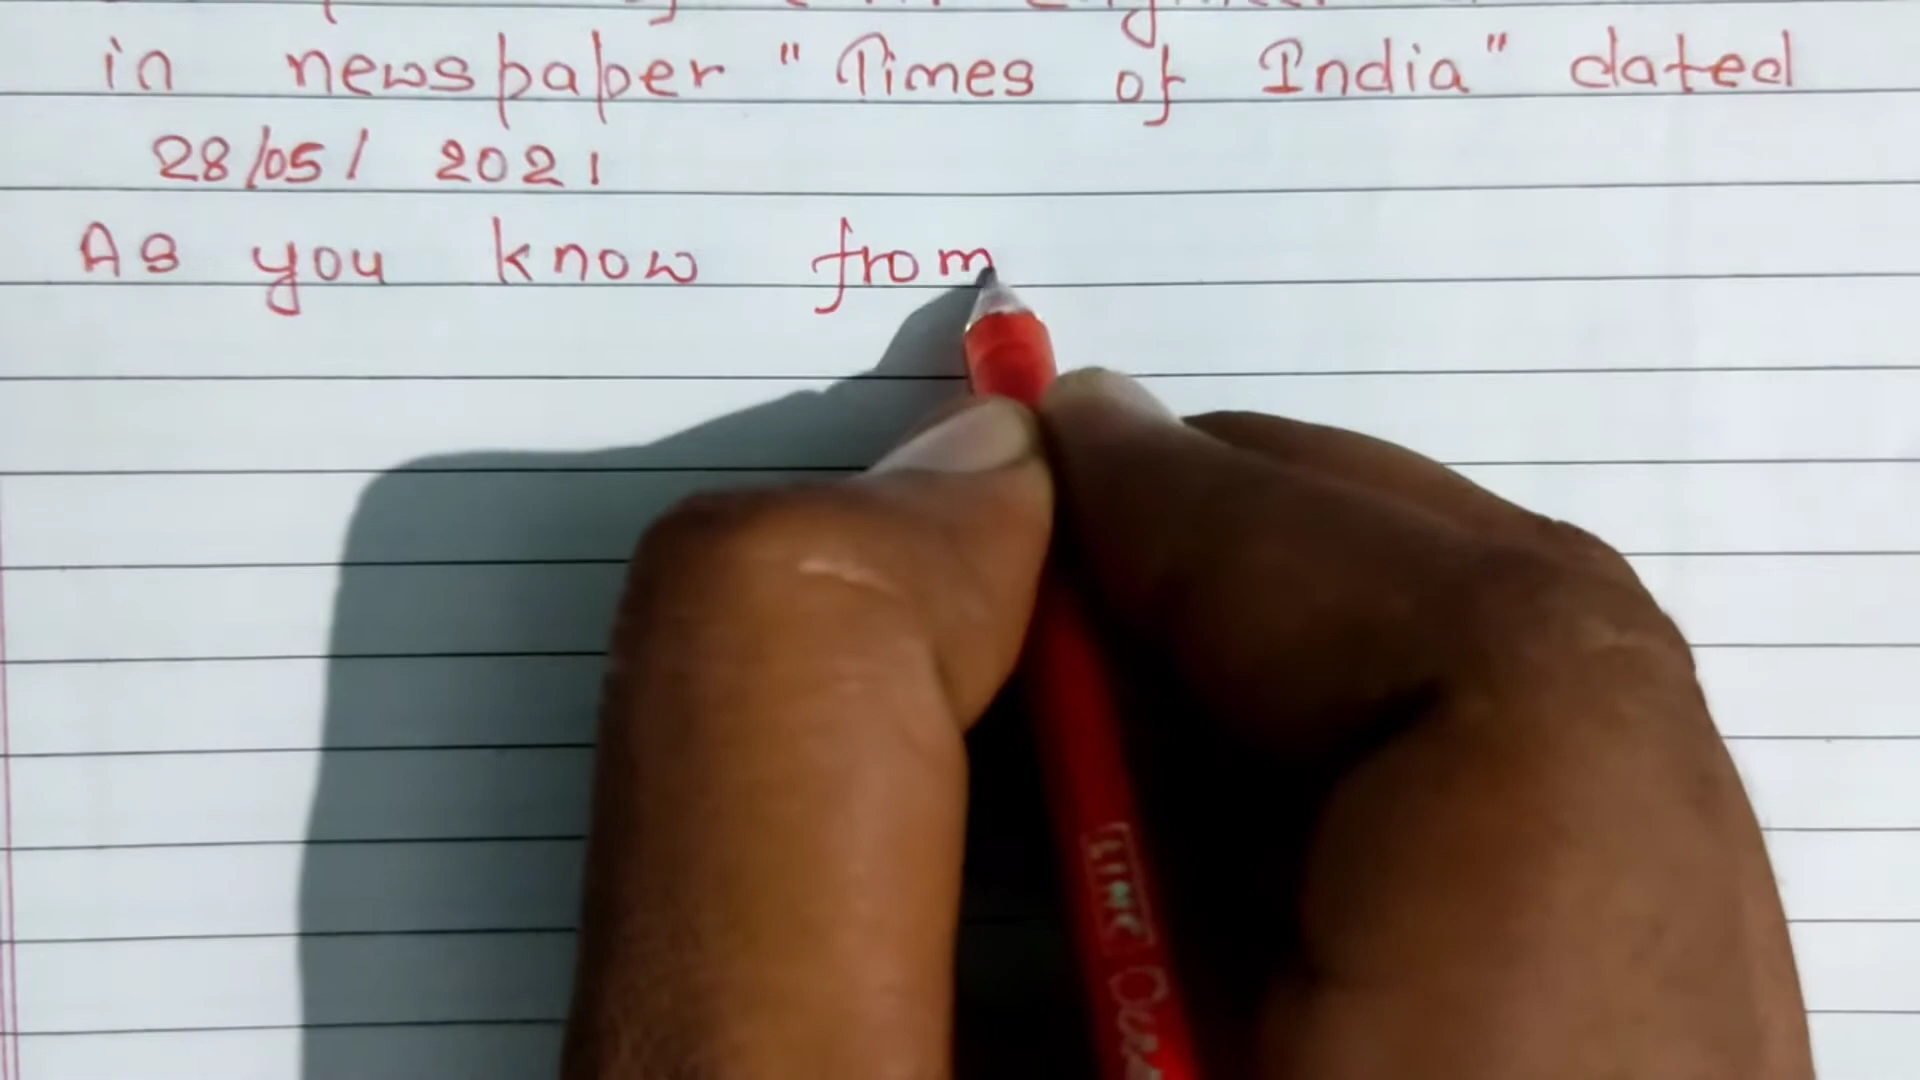 in newspaper "Times of India" dated
28/05/ 2021
As you know from